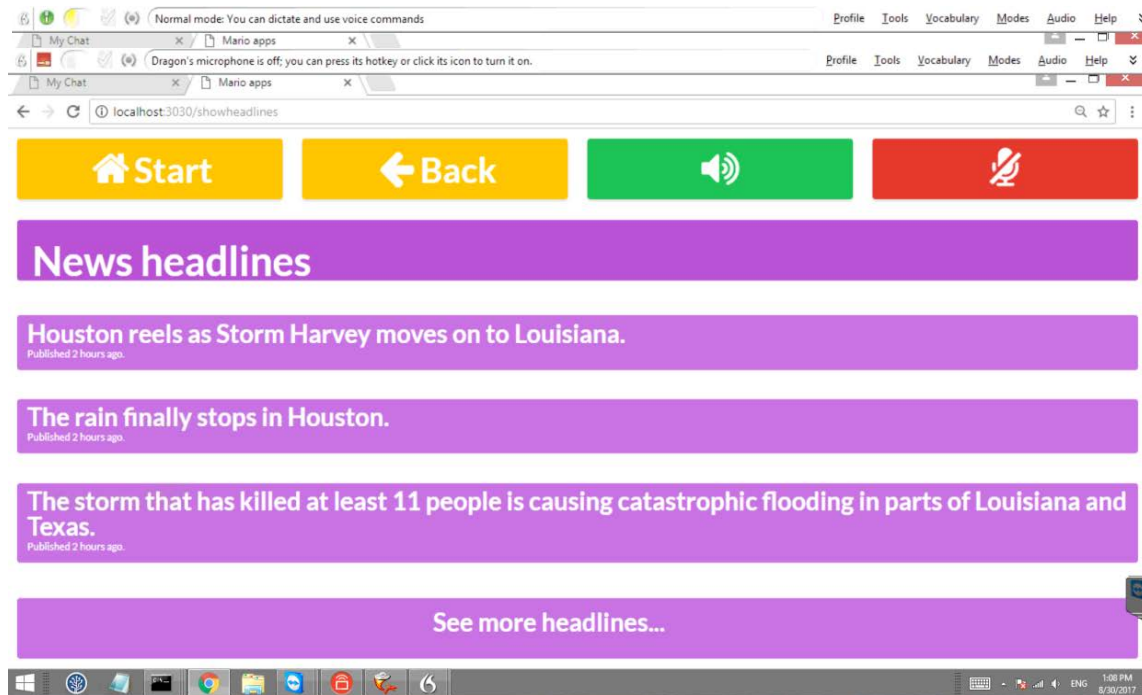 Normal mode: You can dictate and use voice commands Profile Tools Vocabulary Modes Audio Help
My Chat Mario apps
Dragon's microphone is off; you can press its hotkey or click its icon to turn it on. Profile Tools Vocabulary Modes Audio Help
My Chat Mario apps
localhost:3030/showheadlines
Start Back
News headlines
Houston reels as Storm Harvey moves on to Louisiana.
Published 2 hours ago.
The rain finally stops in Houston.
Published 2 hours ago.
The storm that has killed at least 11 people is causing catastrophic flooding in parts of Louisiana and
Texas.
Published 2 hours ago.
See more headlines...
ENG 1:08 PM
8/30/2017